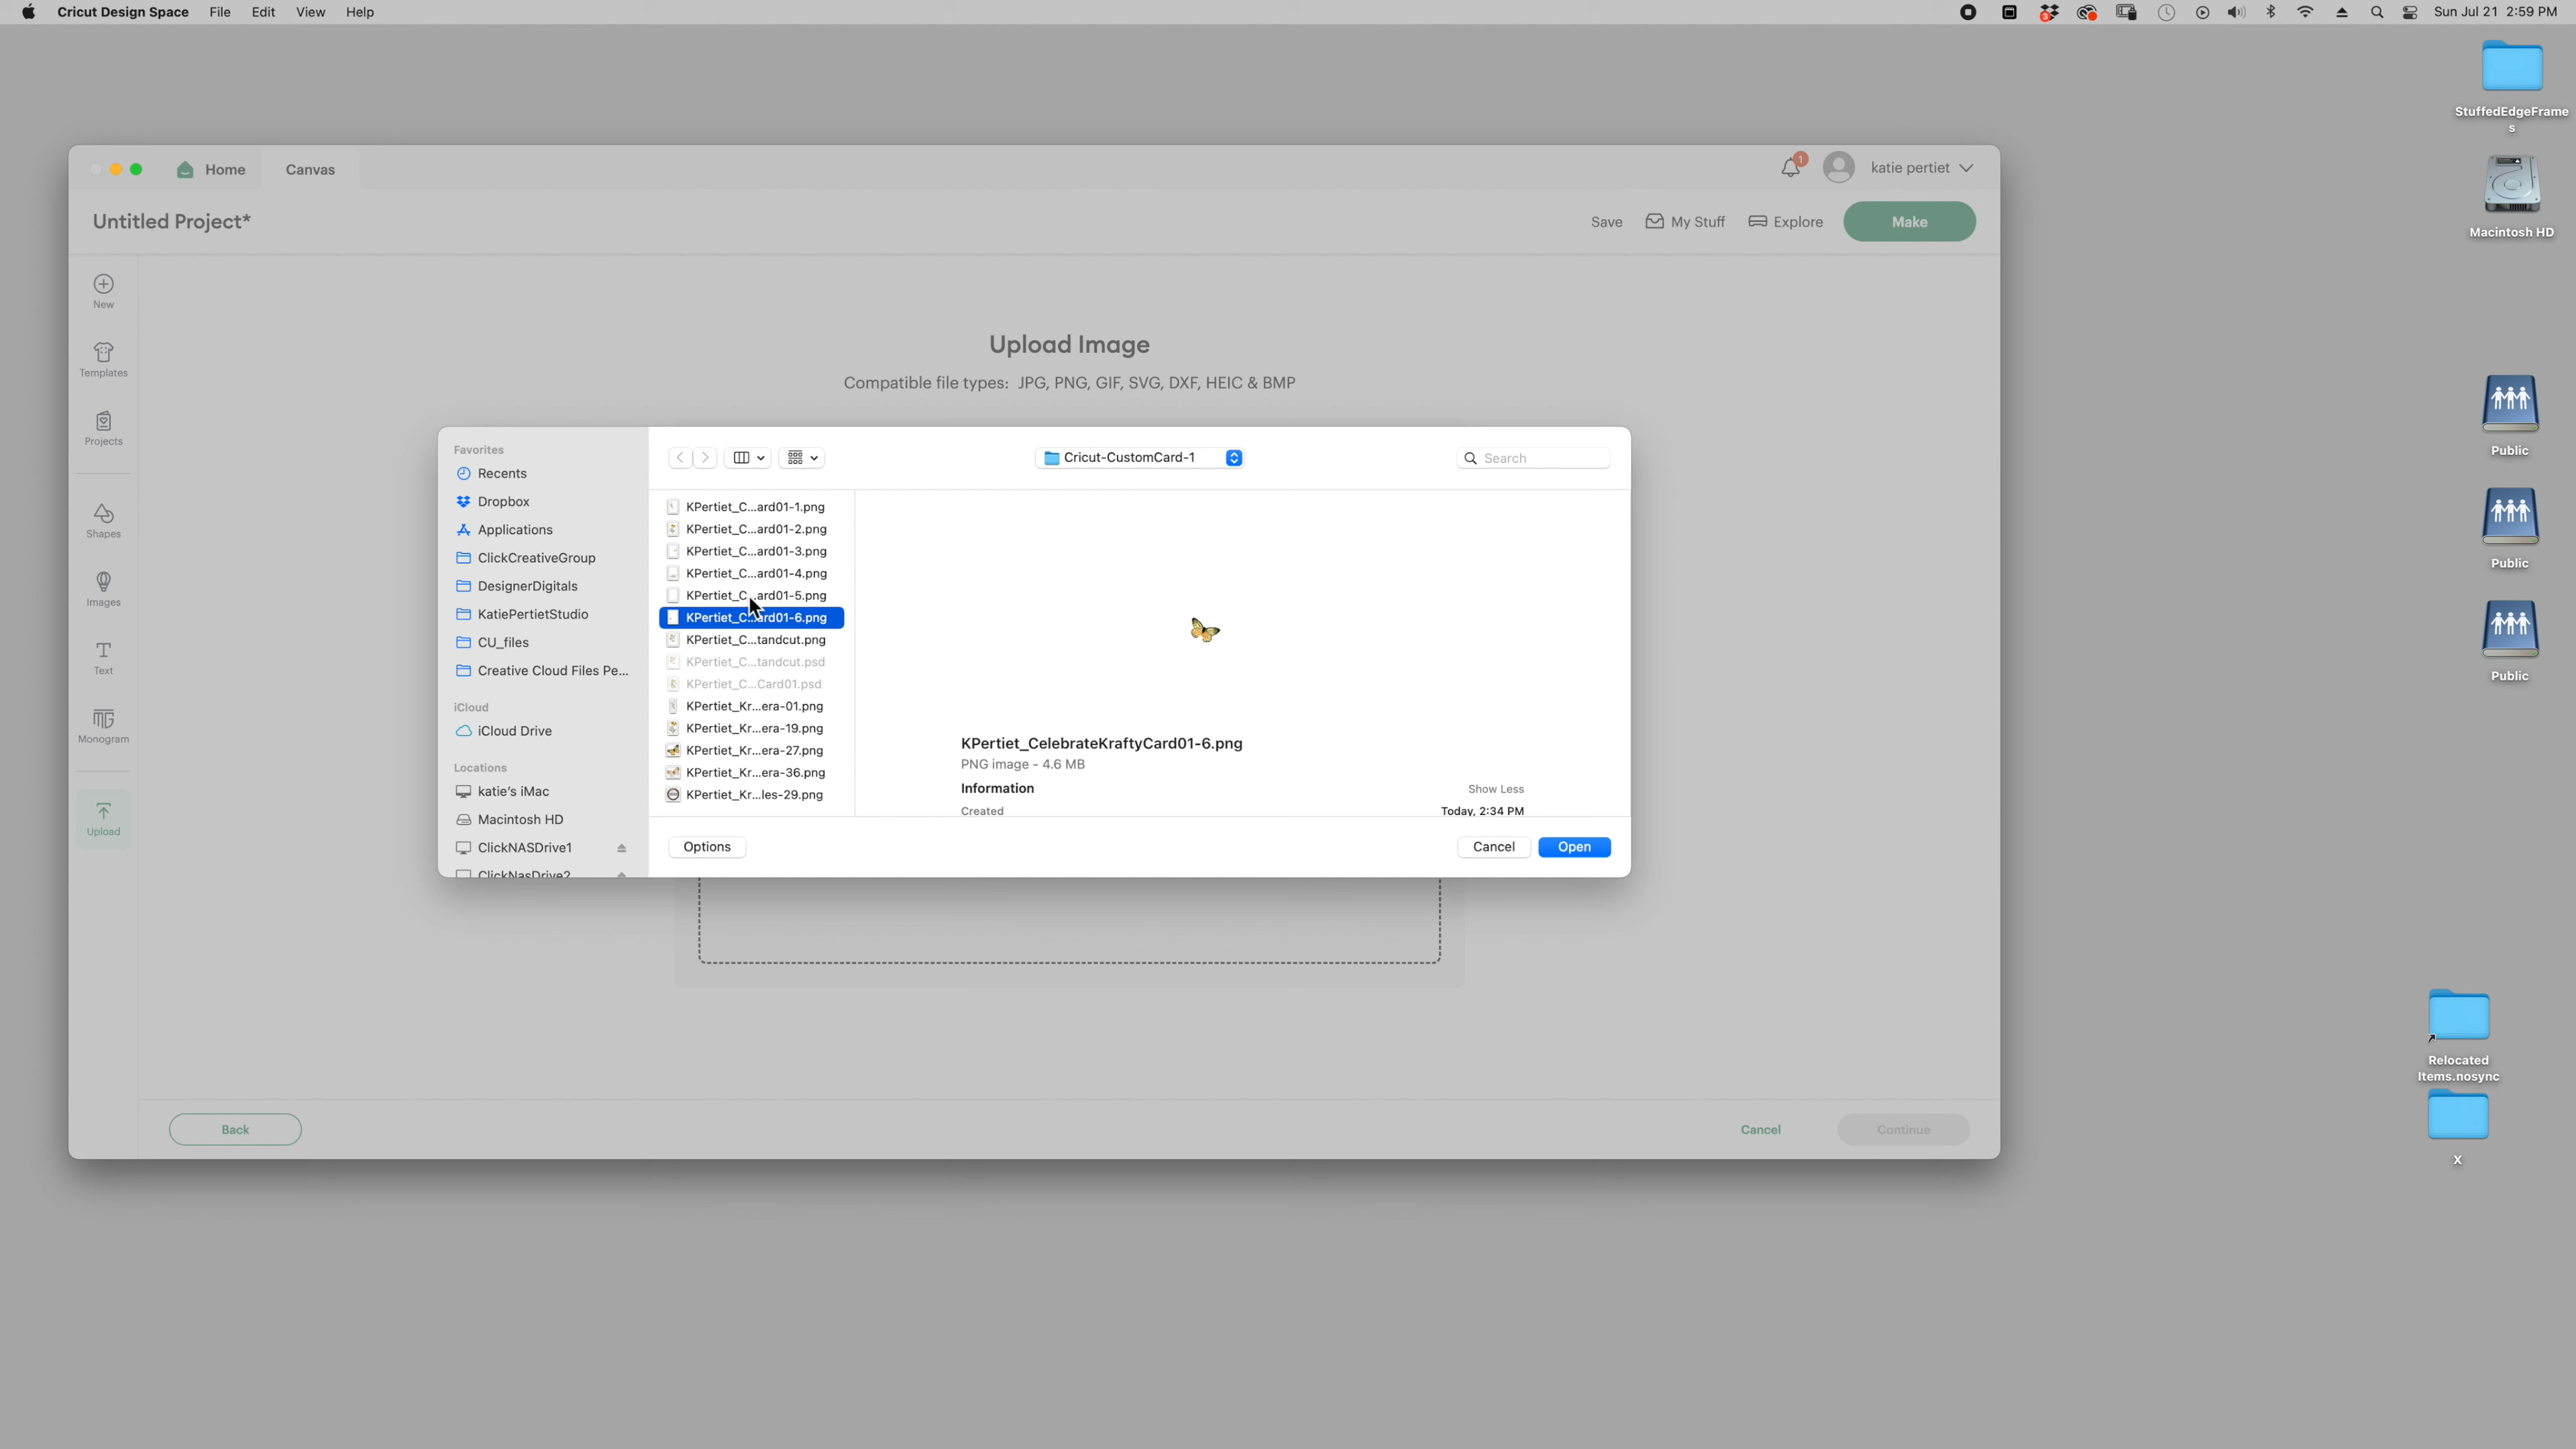 Cricut Design Space File Edit View Help
3
Sun Jul 21 2:59 PM
StuffedEdgeFrame
s
Macintosh HD
Public
Public
Public
Relocated
Items.nosync
X
Home
Canvas
1
katie pertiet
Untitled Project*
Save
My Stuff
Explore
Make
New
Templates
Projects
Shapes
Images
Text
Monogram
Upload
Upload Image
Compatible file types: JPG, PNG, GIF, SVG, DXF, HEIC & BMP
Favorites
Recents
Dropbox
Applications
ClickCreativeGroup
DesignerDigitals
KatiePertietStudio
CU_files
Creative Cloud Files Pe...
iCloud
iCloud Drive
Locations
katie's iMac
Macintosh HD
ClickNASDrive1
ClickNasDrive2
Cricut-CustomCard-1
Search
KPertiet_C...ard01-1.png
KPertiet_C...ard01-2.png
KPertiet_C...ard01-3.png
KPertiet_C...ard01-4.png
KPertiet_C...ard01-5.png
KPertiet_C...ard01-6.png
KPertiet_C...tandcut.png
KPertiet_C...tandcut.psd
KPertiet_C...Card01.psd
KPertiet_Kr...era-01.png
KPertiet_Kr...era-19.png
KPertiet_Kr...era-27.png
KPertiet_Kr...era-36.png
KPertiet_Kr...les-29.png
KPertiet_CelebrateKraftyCard01-6.png
PNG image - 4.6 MB
Information
Show Less
Created
Today, 2:34 PM
Options
Cancel
Open
Back
Cancel
Continue